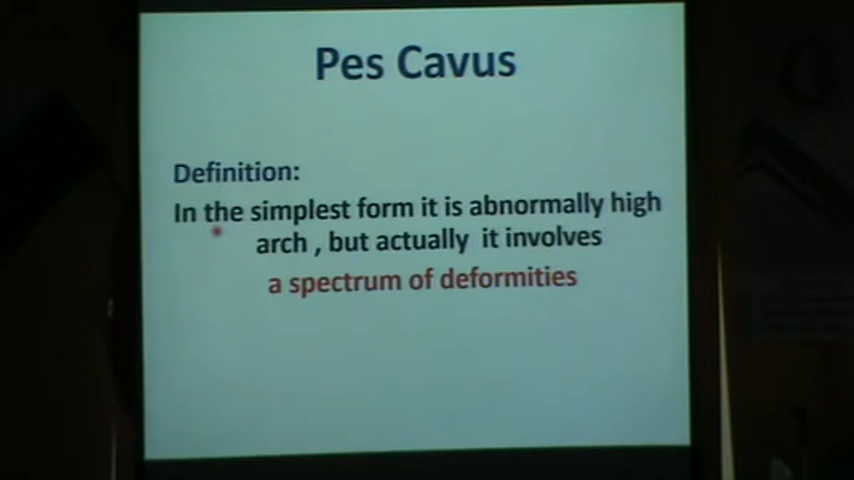 Pes Cavus
Definition:
In the simplest form it is abnormally high
arch , but actually it involves
a spectrum of deformities